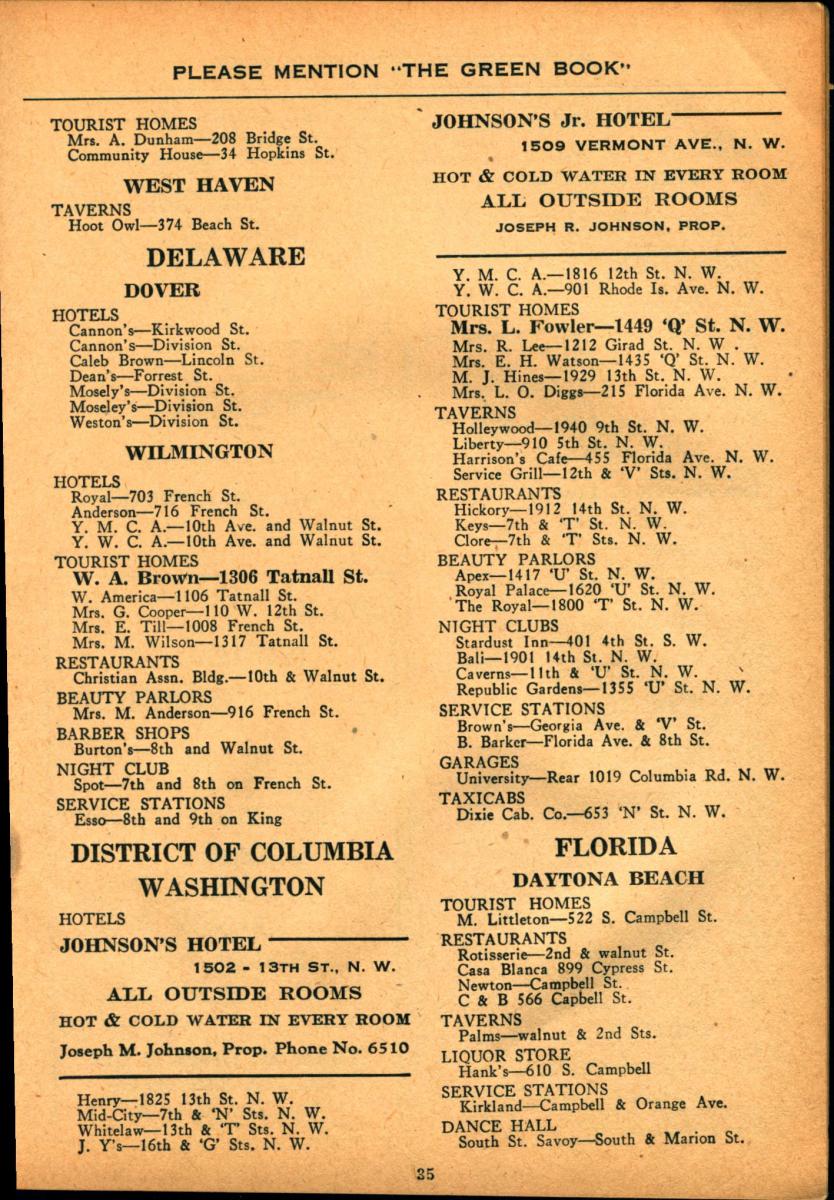 PLEASE MENTION "THE GREEN BOOK"
TOURIST HOMES
Mrs. A. Dunham—208 Bridge St.
Community House—34 Hopkins St.
WEST HAVEN
TAVERNS
Hoot Owl—374 Beach St.
DELAWARE
DOVER
HOTELS
Cannon's—Kirkwood St.
Cannon's—Division St.
Caleb Brown—Lincoln St.
Dean's—Forrest St.
Mosely's—Division St.
Moseley's—Division St.
Weston's—Division St.
WILMINGTON
HOTELS
Royal—703 French St.
Anderson—716 French St.
Y. M. C. A.—10th Ave. and Walnut St.
Y. W. C. A.—10th Ave. and Walnut St.
TOURIST HOMES
W. A. Brown—1306 Tatnall St.
W. America—1106 Tatnall St.
Mrs. G. Cooper—110 W. 12th St.
Mrs. E. Till—1008 French St.
Mrs. M. Wilson—1317 Tatnall St.
RESTAURANTS
Christian Assn. Bldg.—10th & Walnut St.
BEAUTY PARLORS
Mrs. M. Anderson—916 French St.
BARBER SHOPS
Burton's—8th and Walnut St.
NIGHT CLUB
Spot—7th and 8th on French St.
SERVICE STATIONS
Esso—8th and 9th on King
DISTRICT OF COLUMBIA
WASHINGTON
HOTELS
JOHNSON'S HOTEL
1502 - 13TH ST., N. W.
ALL OUTSIDE ROOMS
HOT & COLD WATER IN EVERY ROOM
Joseph M. Johnson, Prop. Phone No. 6510
Henry—1825 13th St. N. W.
Mid-City—7th & 'N' Sts. N. W.
Whitelaw—13th & 'T' Sts. N. W.
J. Y's—16th & 'G' Sts. N. W.
JOHNSON'S Jr. HOTEL
1509 VERMONT AVE., N. W.
HOT & COLD WATER IN EVERY ROOM
ALL OUTSIDE ROOMS
JOSEPH R. JOHNSON, PROP.
Y. M. C. A.—1816 12th St. N. W.
Y. W. C. A.—901 Rhode Is. Ave. N. W.
TOURIST HOMES
Mrs. L. Fowler—1449 'Q' St. N. W.
Mrs. R. Lee—1212 Girad St. N. W .
Mrs. E. H. Watson—1435 'Q' St. N. W.
M. J. Hines—1929 13th St. N. W.
Mrs. L. O. Diggs—215 Florida Ave. N. W.
TAVERNS
Holleywood—1940 9th St. N. W.
Liberty—910 5th St. N. W.
Harrison's Cafe—455 Florida Ave. N. W.
Service Grill—12th & 'V' Sts. N. W.
RESTAURANTS
Hickory—1912 14th St. N. W.
Keys—7th & 'T' St. N. W.
Clore—7th & 'T' Sts. N. W.
BEAUTY PARLORS
Apex—1417 'U' St. N. W.
Royal Palace—1620 'U' St. N. W.
The Royal—1800 'T' St. N. W.
NIGHT CLUBS
Stardust Inn—401 4th St. S. W.
Bali—1901 14th St. N. W.
Caverns—11th & 'U' St. N. W.
Republic Gardens—1355 'U' St. N. W.
SERVICE STATIONS
Brown's—Georgia Ave. & 'V' St.
B. Barker—Florida Ave. & 8th St.
GARAGES
University—Rear 1019 Columbia Rd. N. W.
TAXICABS
Dixie Cab. Co.—653 'N' St. N. W.
FLORIDA
DAYTONA BEACH
TOURIST HOMES
M. Littleton—522 S. Campbell St.
RESTAURANTS
Rotisserie—2nd & walnut St.
Casa Blanca 899 Cypress St.
Newton—Campbell St.
C & B 566 Capbell St.
TAVERNS
Palms—walnut & 2nd Sts.
LIQUOR STORE
Hank's—610 S. Campbell
SERVICE STATIONS
Kirkland—Campbell & Orange Ave.
DANCE HALL
South St. Savoy—South & Marion St.
35